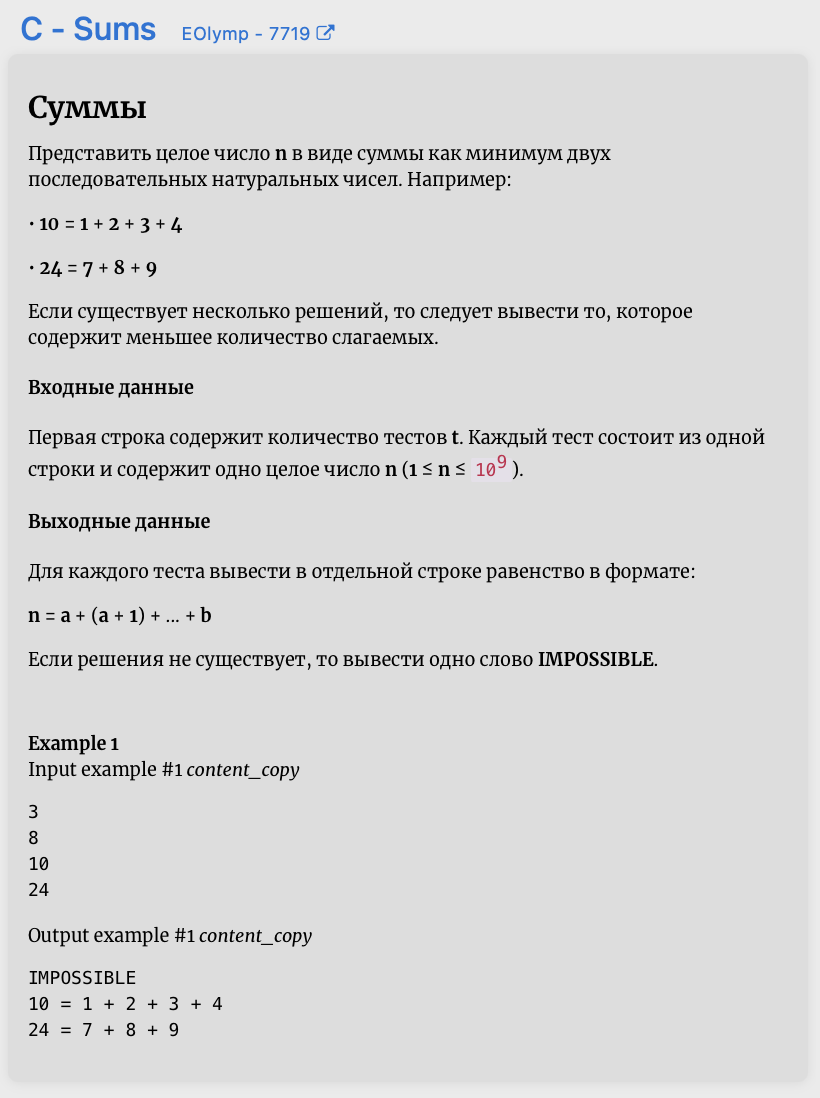 C - Sums EOlymp - 7719
Суммы
Представить целое число n в виде суммы как минимум двух
последовательных натуральных чисел. Например:
· 10 = 1 + 2 + 3 + 4
· 24 = 7 + 8 + 9
Если существует несколько решений, то следует вывести то, которое
содержит меньшее количество слагаемых.
Входные данные
Первая строка содержит количество тестов t. Каждый тест состоит из одной
строки и содержит одно целое число n (1 ≤ n ≤ 10⁹).
Выходные данные
Для каждого теста вывести в отдельной строке равенство в формате:
n = a + (a + 1) + ... + b
Если решения не существует, то вывести одно слово IMPOSSIBLE.
Example 1
Input example #1 content_copy
3
8
10
24
Output example #1 content_copy
IMPOSSIBLE
10 = 1 + 2 + 3 + 4
24 = 7 + 8 + 9